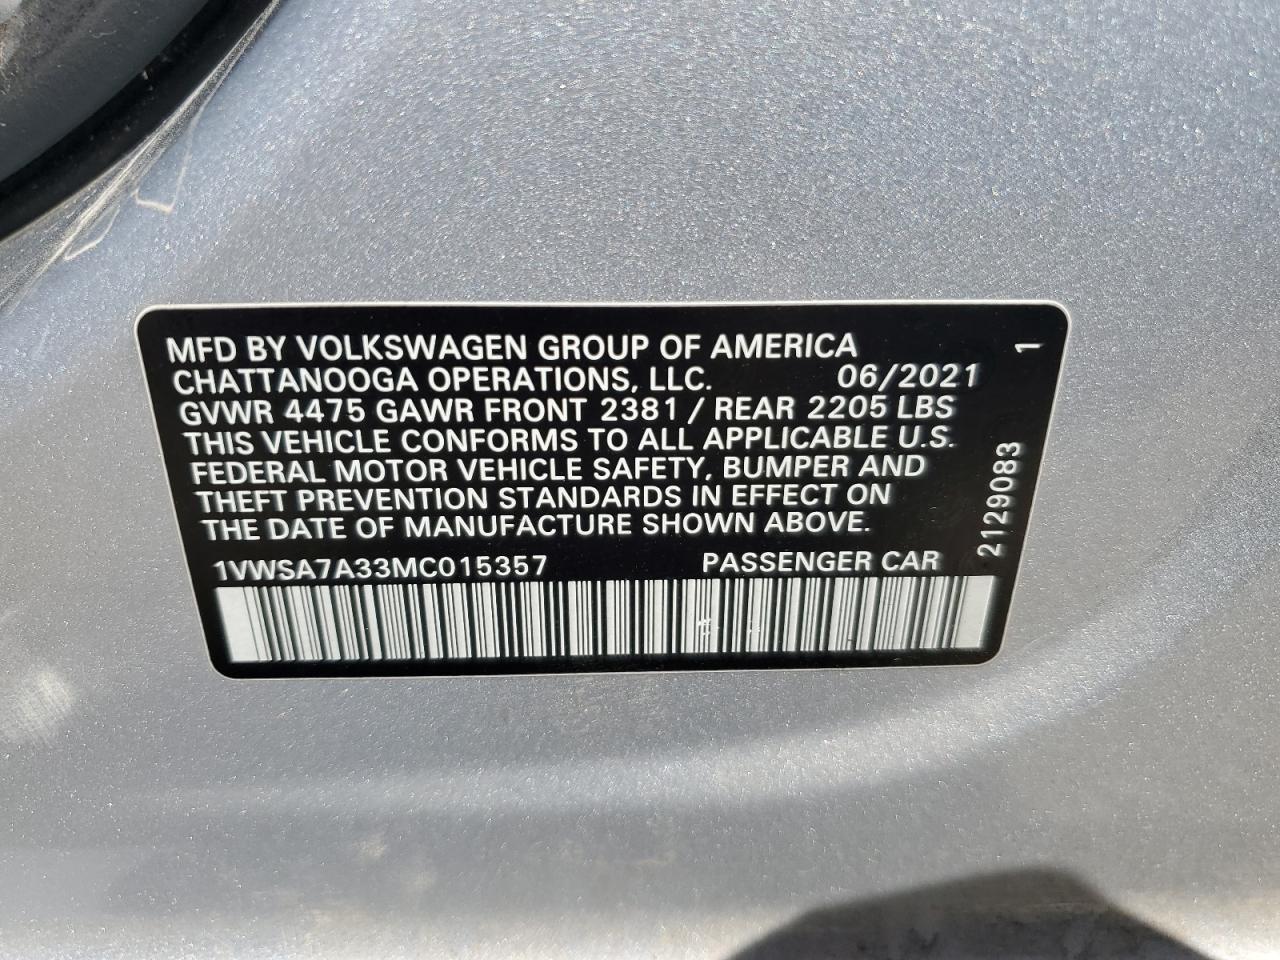 MFD BY VOLKSWAGEN GROUP OF AMERICA
CHATTANOOGA OPERATIONS, LLC. 06/2021
GVWR 4475 GAWR FRONT 2381 / REAR 2205 LBS
THIS VEHICLE CONFORMS TO ALL APPLICABLE U.S.
FEDERAL MOTOR VEHICLE SAFETY, BUMPER AND
THEFT PREVENTION STANDARDS IN EFFECT ON
THE DATE OF MANUFACTURE SHOWN ABOVE.
1VWSA7A33MC015357 PASSENGER CAR
2129083 1